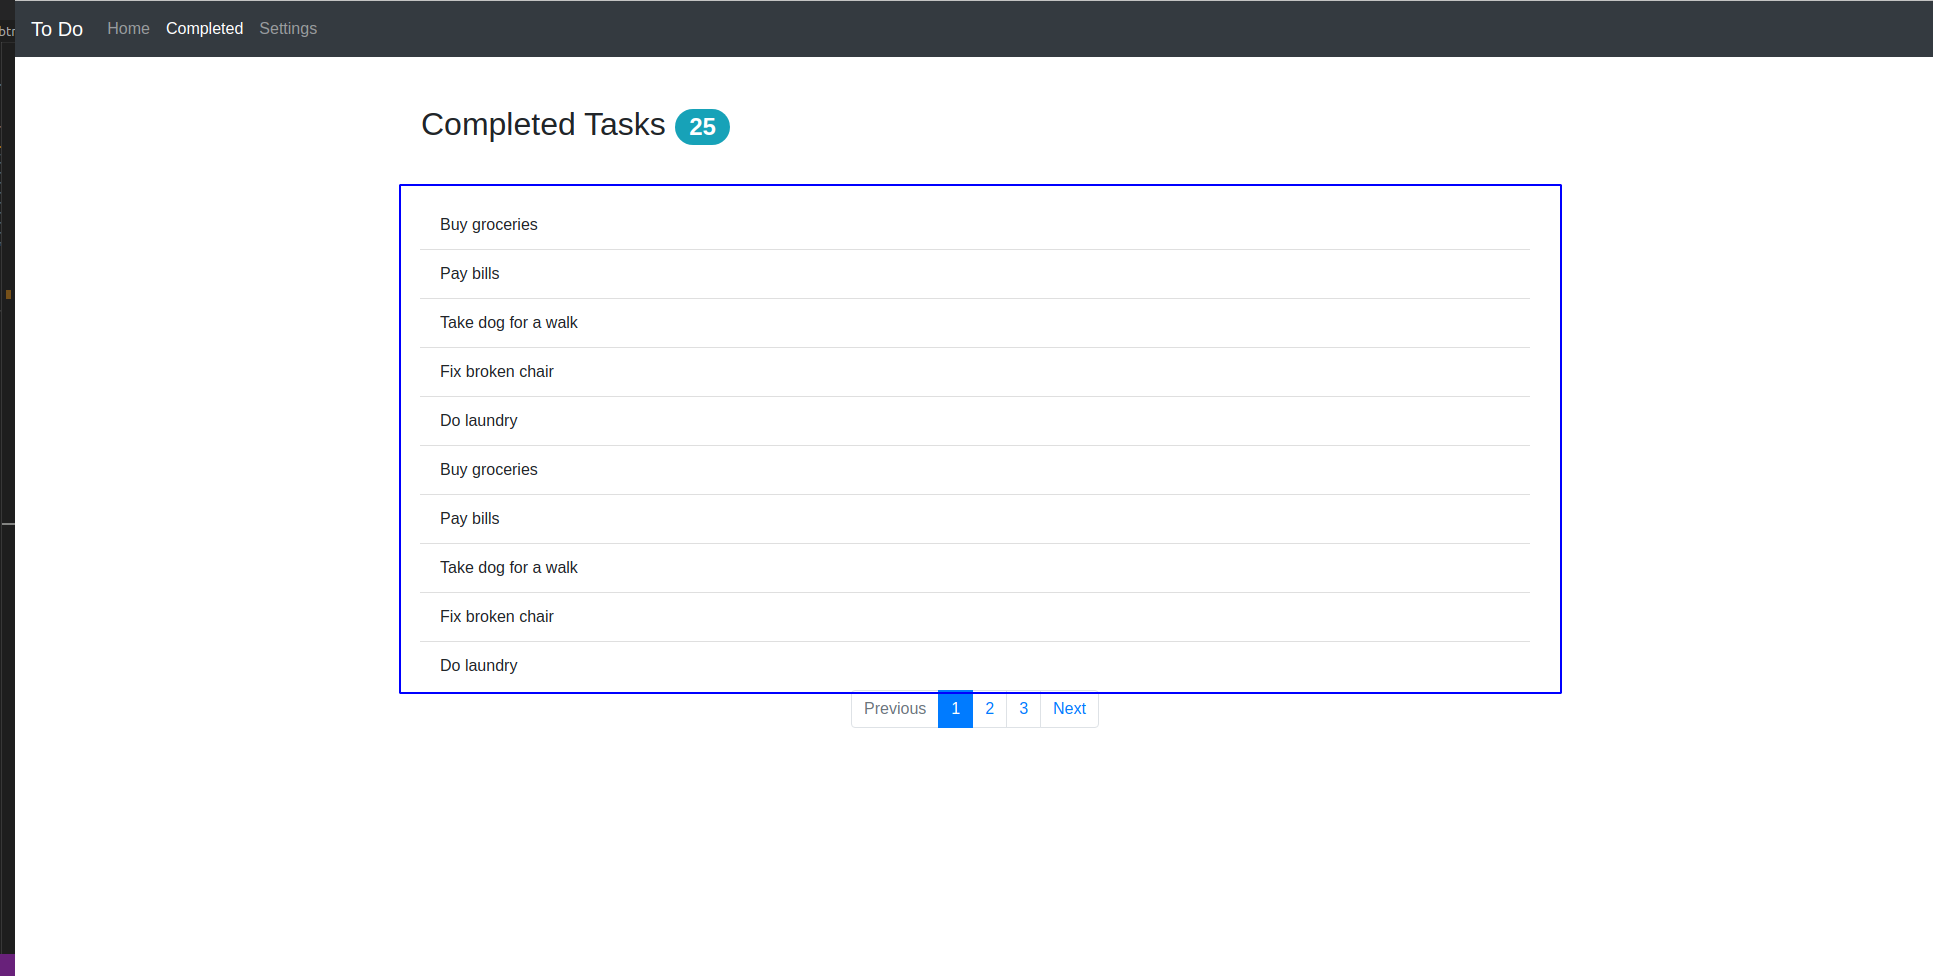 To Do Home Completed Settings
Completed Tasks 25
Buy groceries
Pay bills
Take dog for a walk
Fix broken chair
Do laundry
Buy groceries
Pay bills
Take dog for a walk
Fix broken chair
Do laundry
Previous 1 2 3 Next